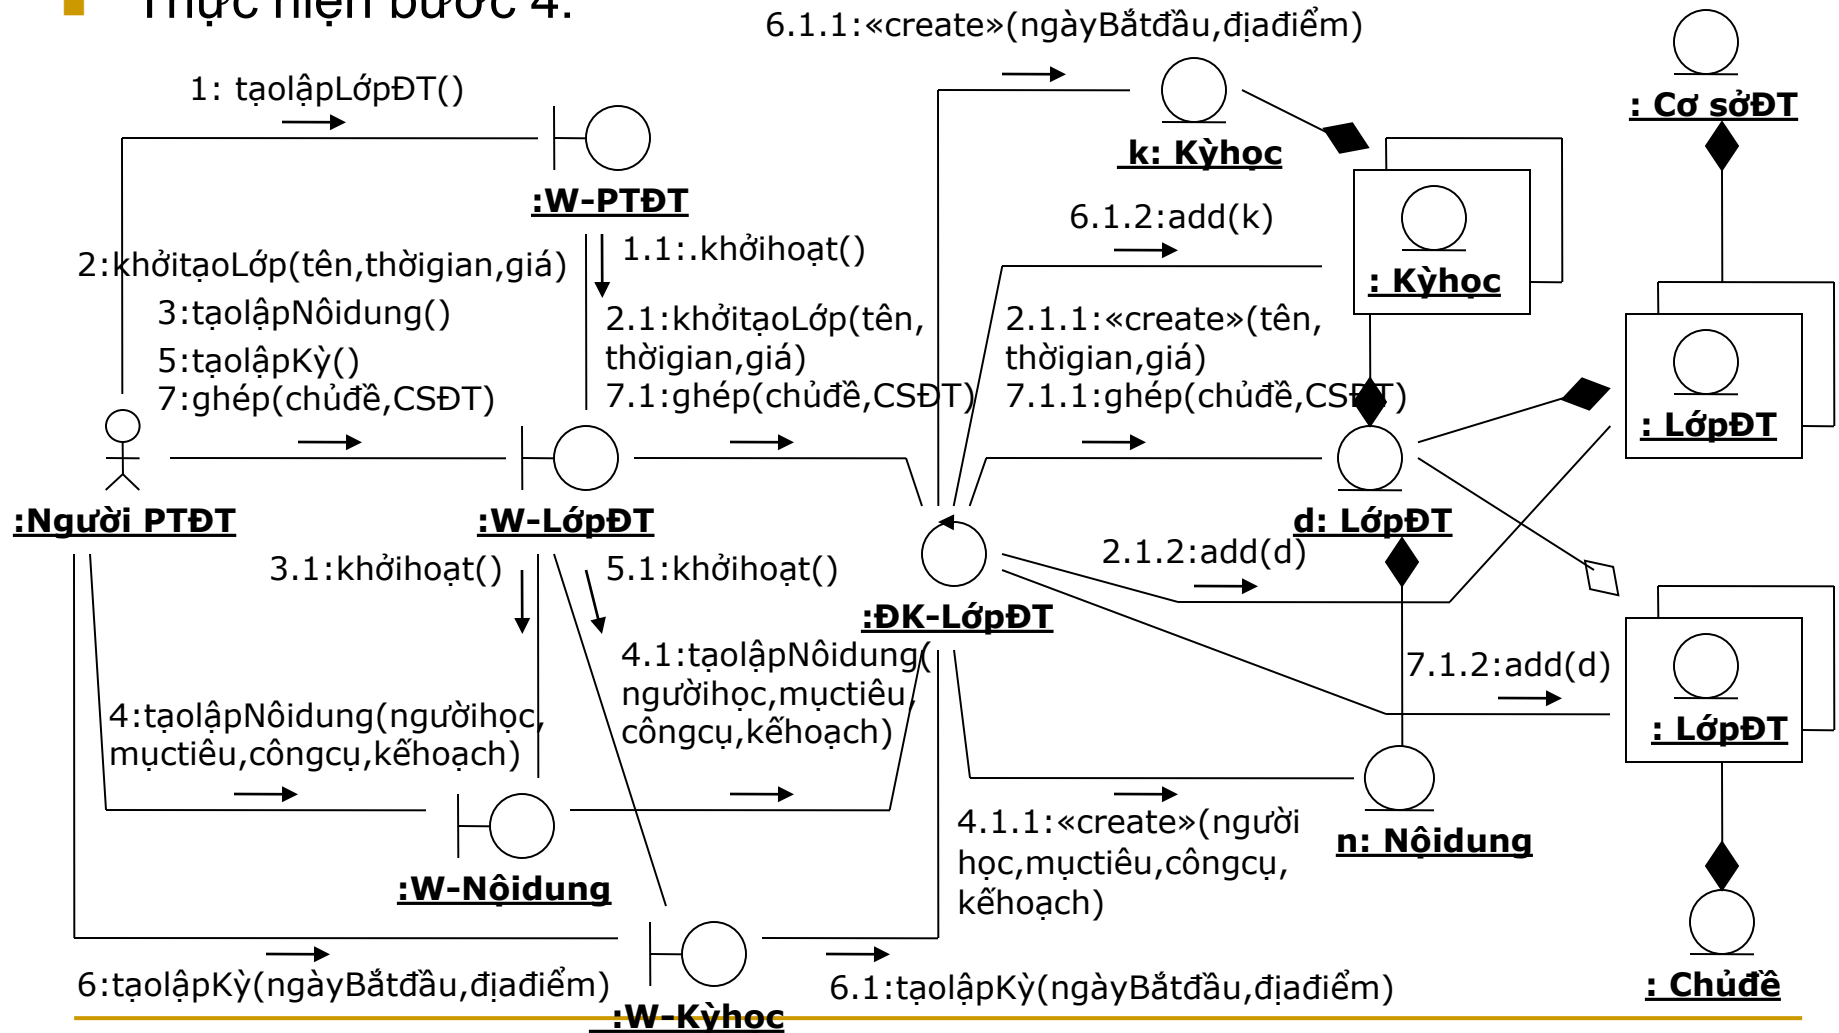 Thực hiện bước 4:
6.1.1:«create»(ngàyBắtđầu,địađiểm)
1: tạolậpLớpĐT()
: Cơ sởĐT
k: Kỳhọc
:W-PTĐT
6.1.2:add(k)
1.1:.khởihoạt()
2:khởitạoLớp(tên,thờigian,giá)
: Kỳhọc
3:tạolậpNôidung()
2.1:khởitạoLớp(tên,
thờigian,giá)
7.1:ghép(chủđề,CSĐT)
2.1.1:«create»(tên,
thờigian,giá)
7.1.1:ghép(chủđề,CSĐT)
5:tạolậpKỳ()
7:ghép(chủđề,CSĐT)
: LớpĐT
:Người PTĐT
:W-LớpĐT
d: LớpĐT
3.1:khởihoạt()
5.1:khởihoạt()
2.1.2:add(d)
:ĐK-LớpĐT
4.1:tạolậpNôidung(
ngườihọc,mụctiêu,
côngcụ,kếhoạch)
7.1.2:add(d)
4:tạolậpNôidung(ngườihọc,
mụctiêu,côngcụ,kếhoạch)
: LớpĐT
4.1.1:«create»(người
học,mụctiêu,côngcụ,
kếhoạch)
n: Nộidung
:W-Nộidung
6:tạolậpKỳ(ngàyBắtđầu,địađiểm)
6.1:tạolậpKỳ(ngàyBắtđầu,địađiểm)
: Chủđề
:W-Kỳhọc